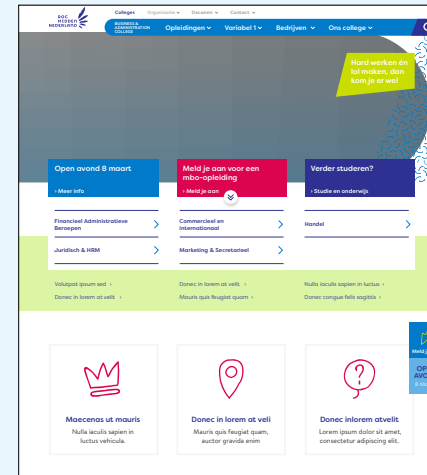 ROC
MIDDEN
NEDERLAND
Colleges Organisatie Docenten Contact
BUSINESS &
ADMINISTRATION
COLLEGE
Opleidingen Variabel 1 Bedrijven Ons college
Hard werken én
lol maken, dan
kom je er wel
Open avond 8 maart
› Meer info
Meld je aan voor een
mbo-opleiding
› Meld je aan
Verder studeren?
› Studie en onderwijs
Financieel Administratieve
Beroepen
Commercieel en
Internationaal
Handel
Juridisch & HRM
Marketing & Secretarieel
Volutpat ipsum sed ›
Donec in lorem at velit ›
Nulla iaculis sapien in luctus ›
Donec in lorem at velit ›
Mauris quis feugiat quam ›
Donec congue felis sagittis ›
Meld j
OP
AVO
Maecenas ut mauris
Nulla iaculis sapien in
luctus vehicula.
Donec in lorem at veli
Mauris quis feugiat quam,
auctor gravida enim
Donec inlorem atvelit
Lorem ipsum dolor sit amet,
consectetur adipiscing elit.